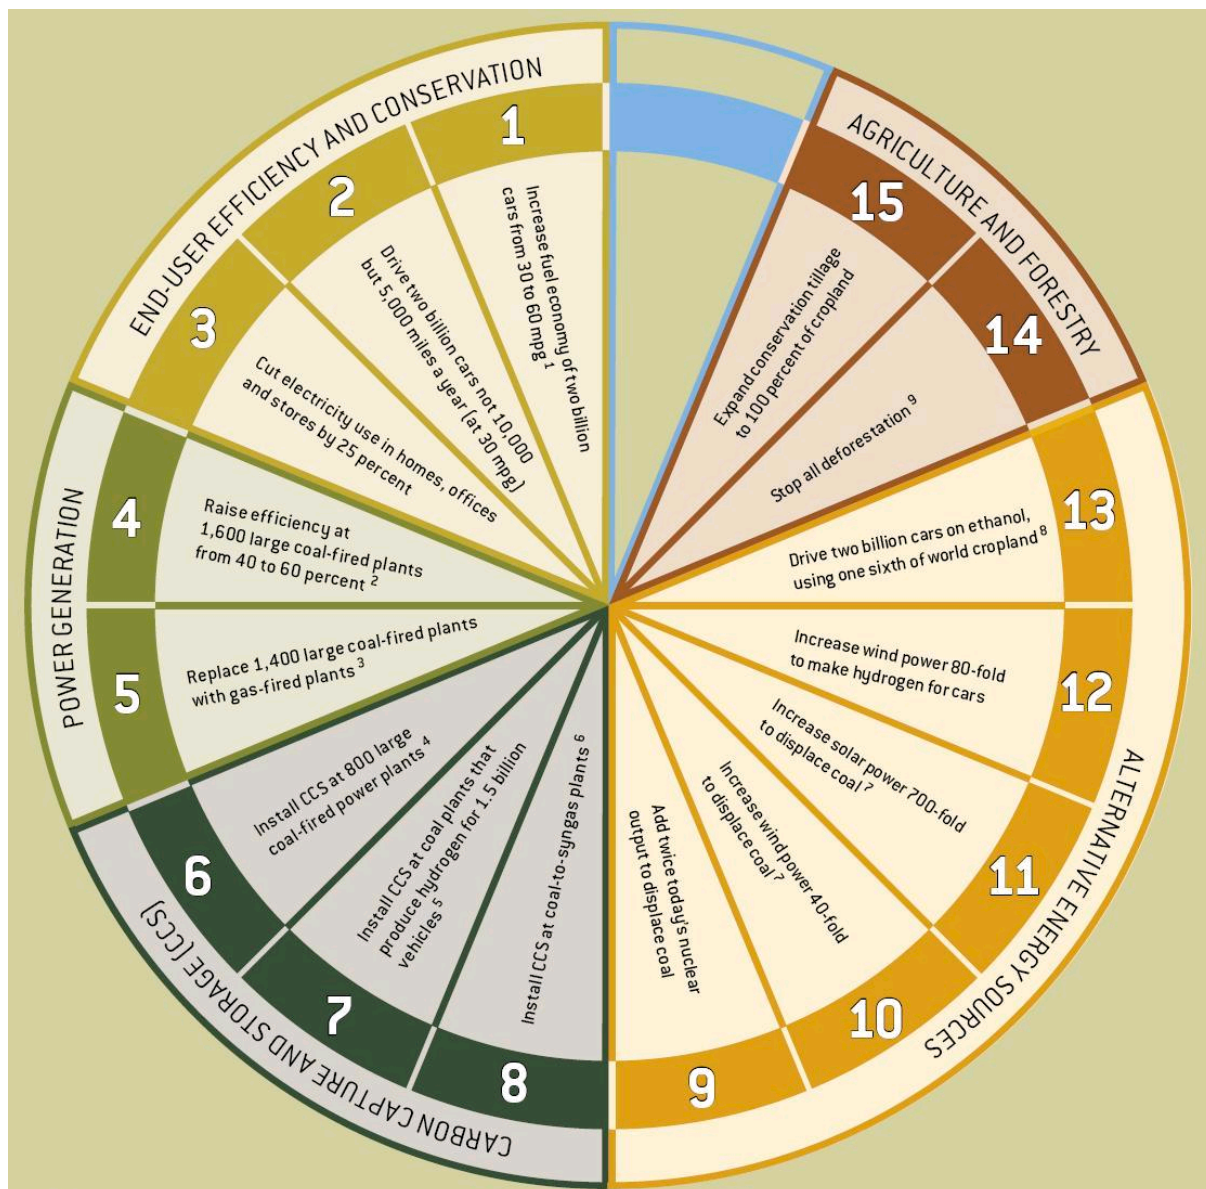 END-USER EFFICIENCY AND CONSERVATION
1
Increase fuel economy of two billion
cars from 30 to 60 mpg 1
2
Drive two billion cars not 10,000
but 5,000 miles a year (at 30 mpg)
3
Cut electricity use in homes, offices
and stores by 25 percent
POWER GENERATION
4
Raise efficiency at
1,600 large coal-fired plants
from 40 to 60 percent 2
5
Replace 1,400 large coal-fired plants
with gas-fired plants 3
CARBON CAPTURE AND STORAGE (CCS)
6
Install CCS at 800 large
coal-fired power plants 4
7
Install CCS at coal plants that
produce hydrogen for 1.5 billion
vehicles 5
8
Install CCS at coal-to-syngas plants 6
ALTERNATIVE ENERGY SOURCES
9
Add twice today's nuclear
output to displace coal
10
Increase wind power 40-fold
to displace coal 7
11
Increase solar power 700-fold
to displace coal 7
12
Increase wind power 80-fold
to make hydrogen for cars
13
Drive two billion cars on ethanol,
using one sixth of world cropland 8
AGRICULTURE AND FORESTRY
14
Stop all deforestation 9
15
Expand conservation tillage
to 100 percent of cropland